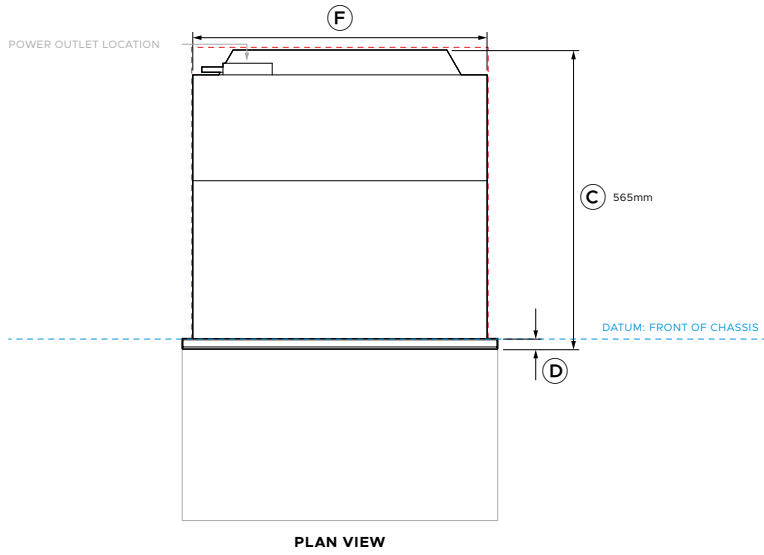 F
POWER OUTLET LOCATION
C 565mm
DATUM: FRONT OF CHASSIS
D
PLAN VIEW